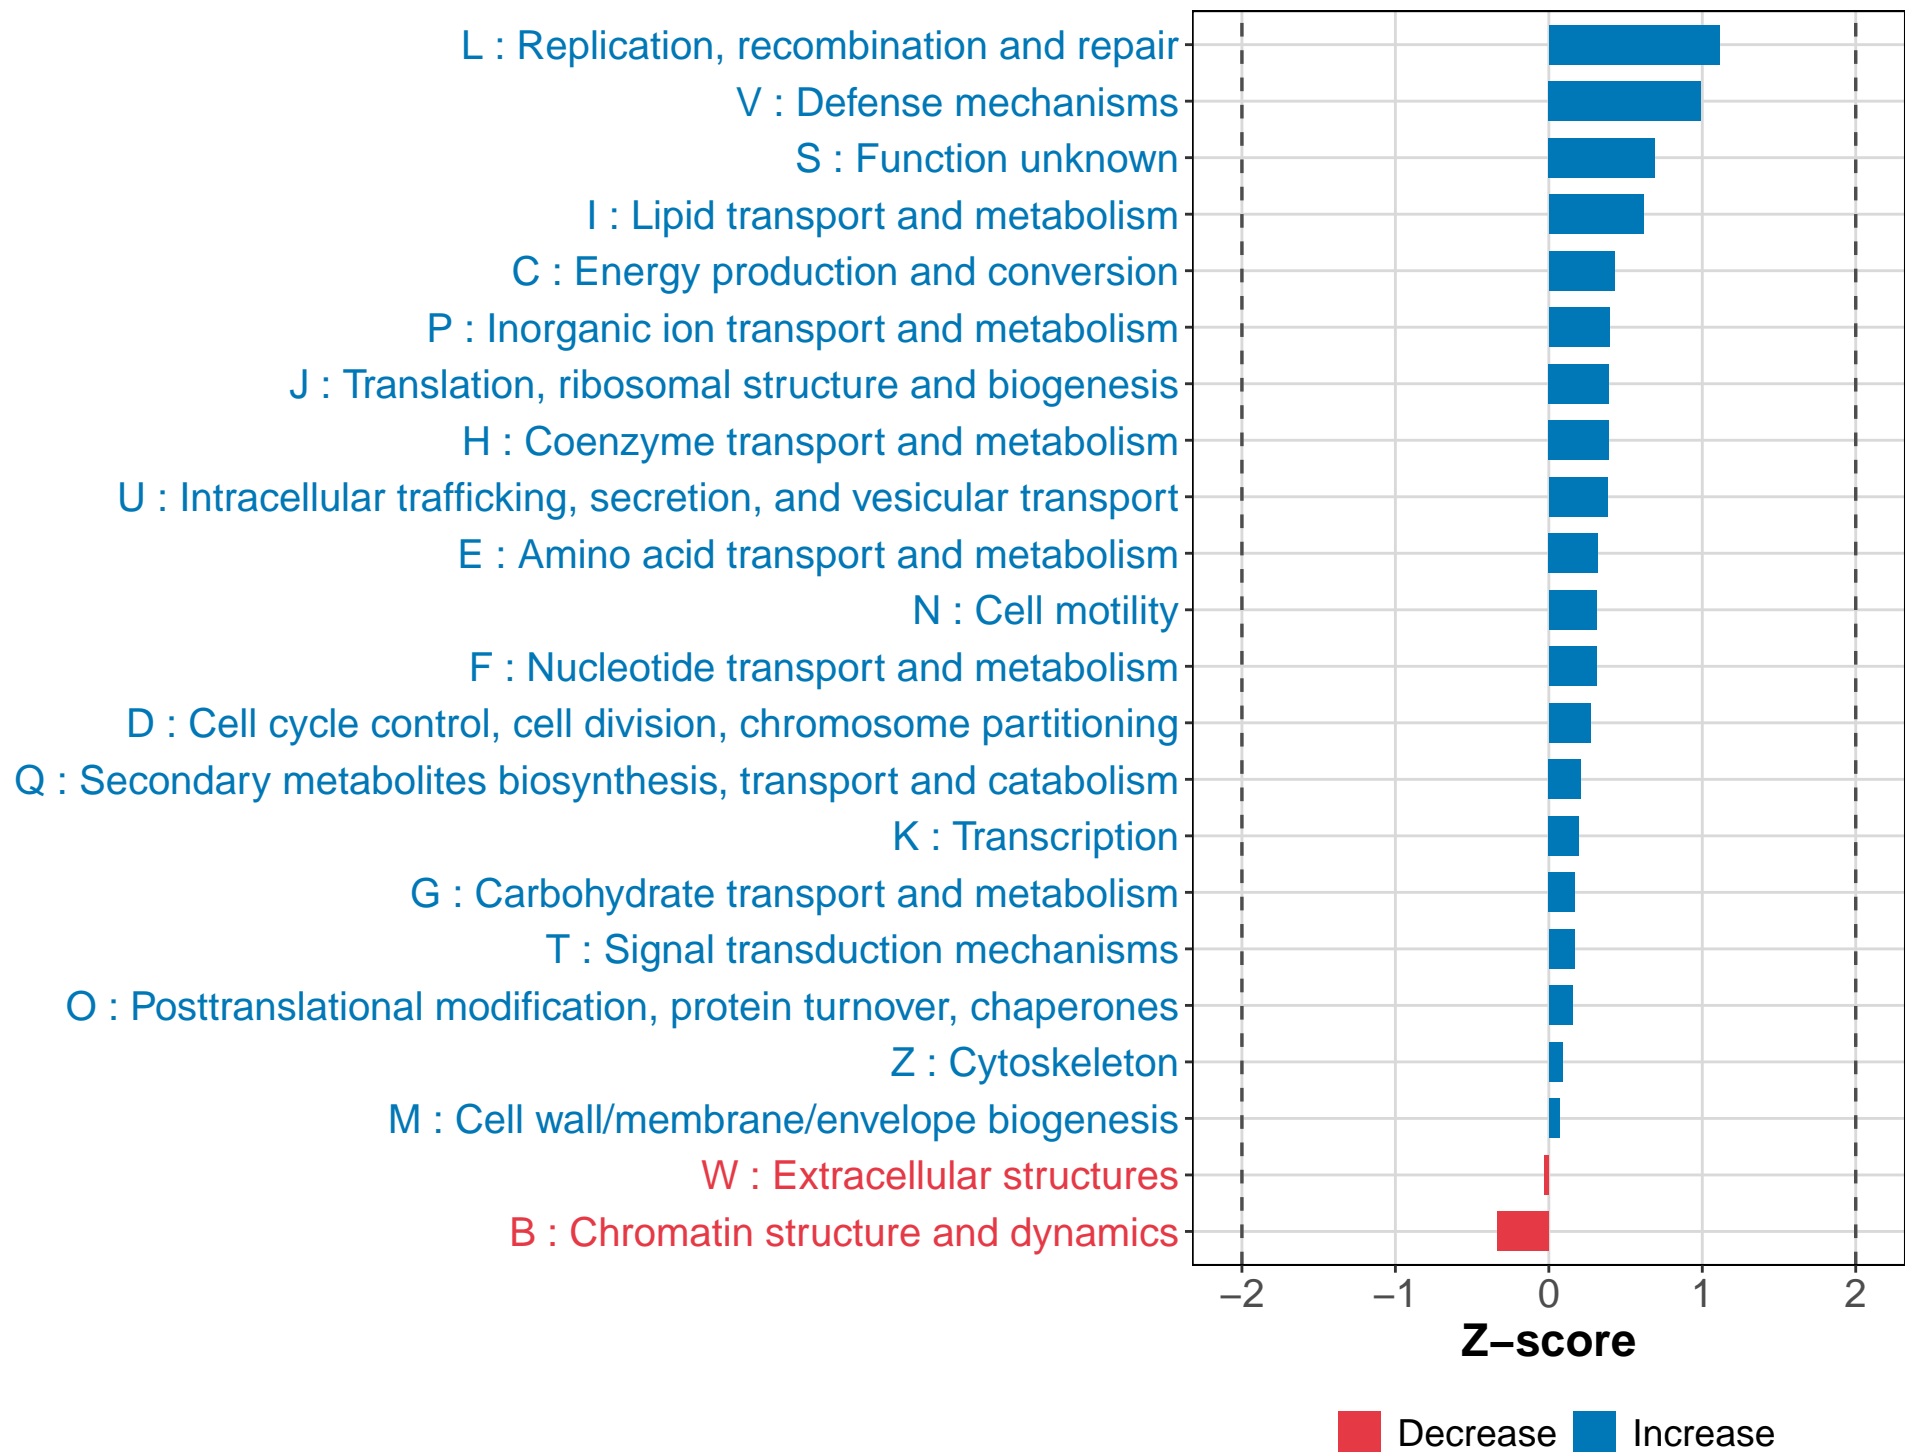 L : Replication, recombination and repair
V : Defense mechanisms
S : Function unknown
I : Lipid transport and metabolism
C : Energy production and conversion
P : Inorganic ion transport and metabolism
J : Translation, ribosomal structure and biogenesis
H : Coenzyme transport and metabolism
U : Intracellular trafficking, secretion, and vesicular transport
E : Amino acid transport and metabolism
N : Cell motility
F : Nucleotide transport and metabolism
D : Cell cycle control, cell division, chromosome partitioning
Q : Secondary metabolites biosynthesis, transport and catabolism
K : Transcription
G : Carbohydrate transport and metabolism
T : Signal transduction mechanisms
O : Posttranslational modification, protein turnover, chaperones
Z : Cytoskeleton
M : Cell wall/membrane/envelope biogenesis
W : Extracellular structures
B : Chromatin structure and dynamics
−2 −1 0 1 2
Z−score
Decrease Increase